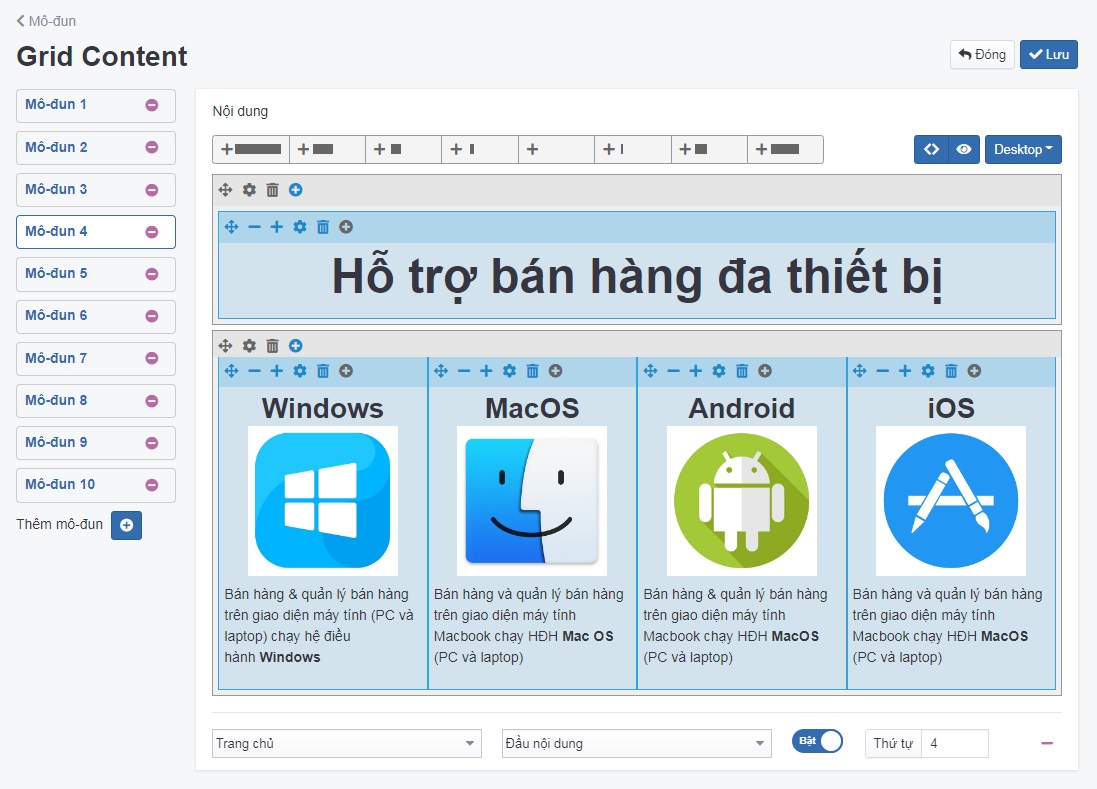 Mô-đun
Grid Content
Đóng
Lưu
Mô-đun 1
Mô-đun 2
Mô-đun 3
Mô-đun 4
Mô-đun 5
Mô-đun 6
Mô-đun 7
Mô-đun 8
Mô-đun 9
Mô-đun 10
Thêm mô-đun
Nội dung
Desktop
Hỗ trợ bán hàng đa thiết bị
Windows
Bán hàng & quản lý bán hàng
trên giao diện máy tính (PC và
laptop) chạy hệ điều
hành Windows
MacOS
Bán hàng và quản lý bán hàng
trên giao diện máy tính
Macbook chạy HĐH Mac OS
(PC và laptop)
Android
Bán hàng & quản lý bán hàng
trên giao diện máy tính
Macbook chạy HĐH MacOS
(PC và laptop)
iOS
Bán hàng và quản lý bán hàng
trên giao diện máy tính
Macbook chạy HĐH MacOS
(PC và laptop)
Trang chủ
Đầu nội dung
Bật
Thứ tự 4